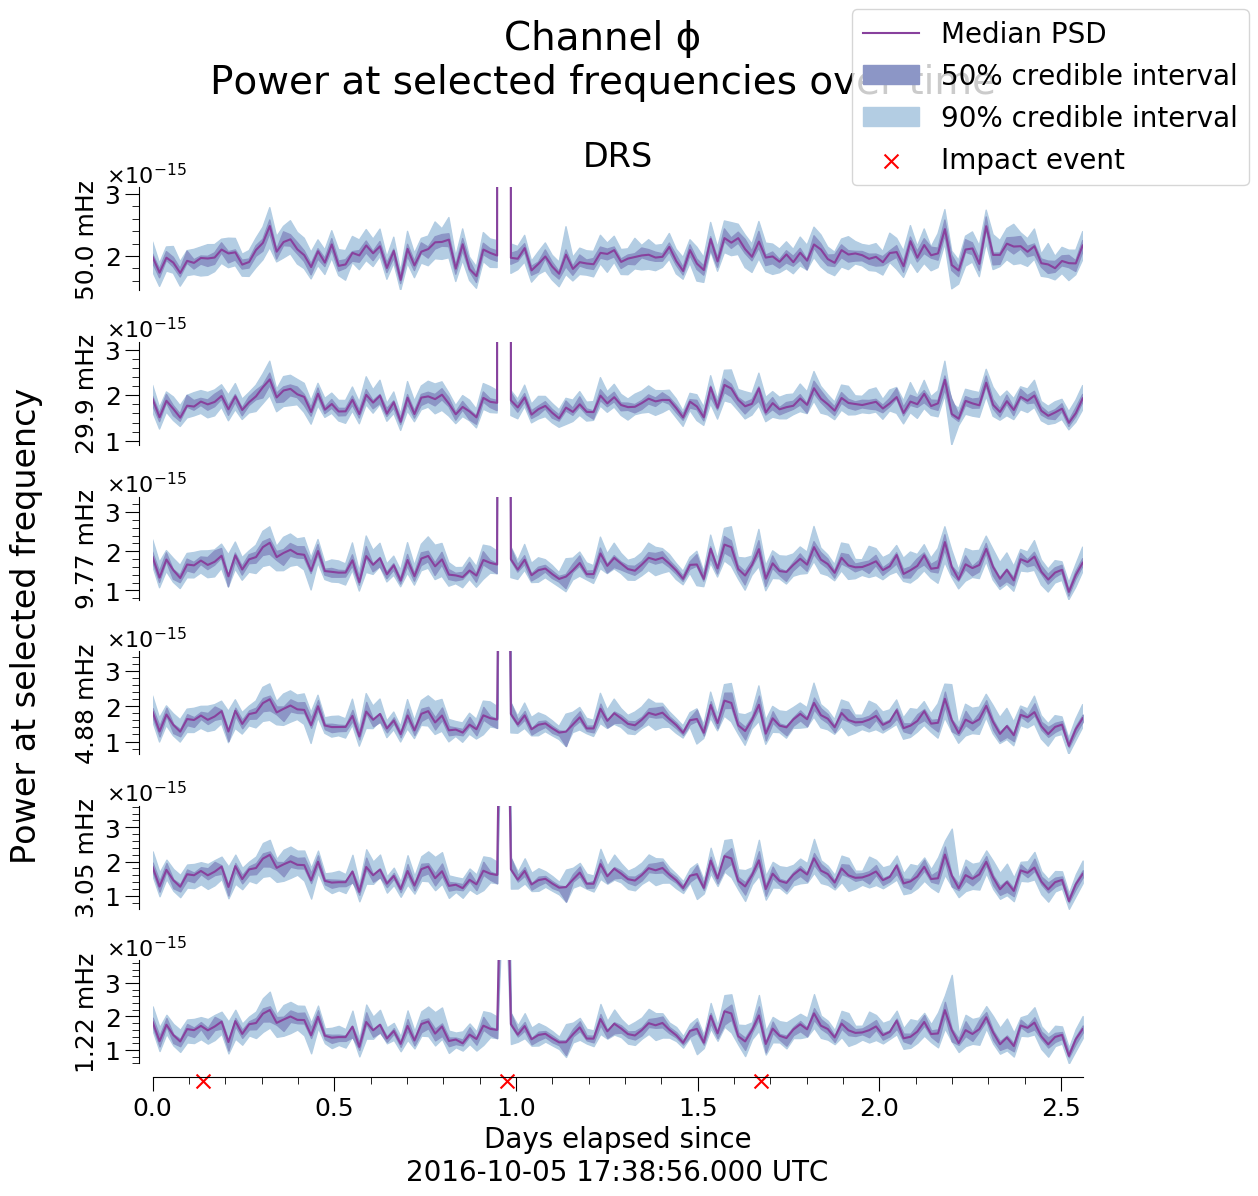 Channel ϕ
Power at selected frequencies over time
Median PSD
50% credible interval
90% credible interval
Impact event
DRS
Power at selected frequency
×10⁻¹⁵
50.0 mHz
3
2
×10⁻¹⁵
29.9 mHz
3
2
1
×10⁻¹⁵
9.77 mHz
3
2
1
×10⁻¹⁵
4.88 mHz
3
2
1
×10⁻¹⁵
3.05 mHz
3
2
1
×10⁻¹⁵
1.22 mHz
3
2
1
0.0 0.5 1.0 1.5 2.0 2.5
Days elapsed since
2016-10-05 17:38:56.000 UTC